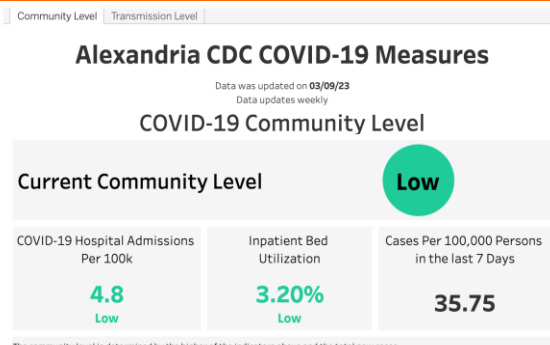 Community Level Transmission Level
Alexandria CDC COVID-19 Measures
Data was updated on 03/09/23
Data updates weekly
COVID-19 Community Level
Current Community Level Low
COVID-19 Hospital Admissions
Per 100k
4.8
Low
Inpatient Bed
Utilization
3.20%
Low
Cases Per 100,000 Persons
in the last 7 Days
35.75